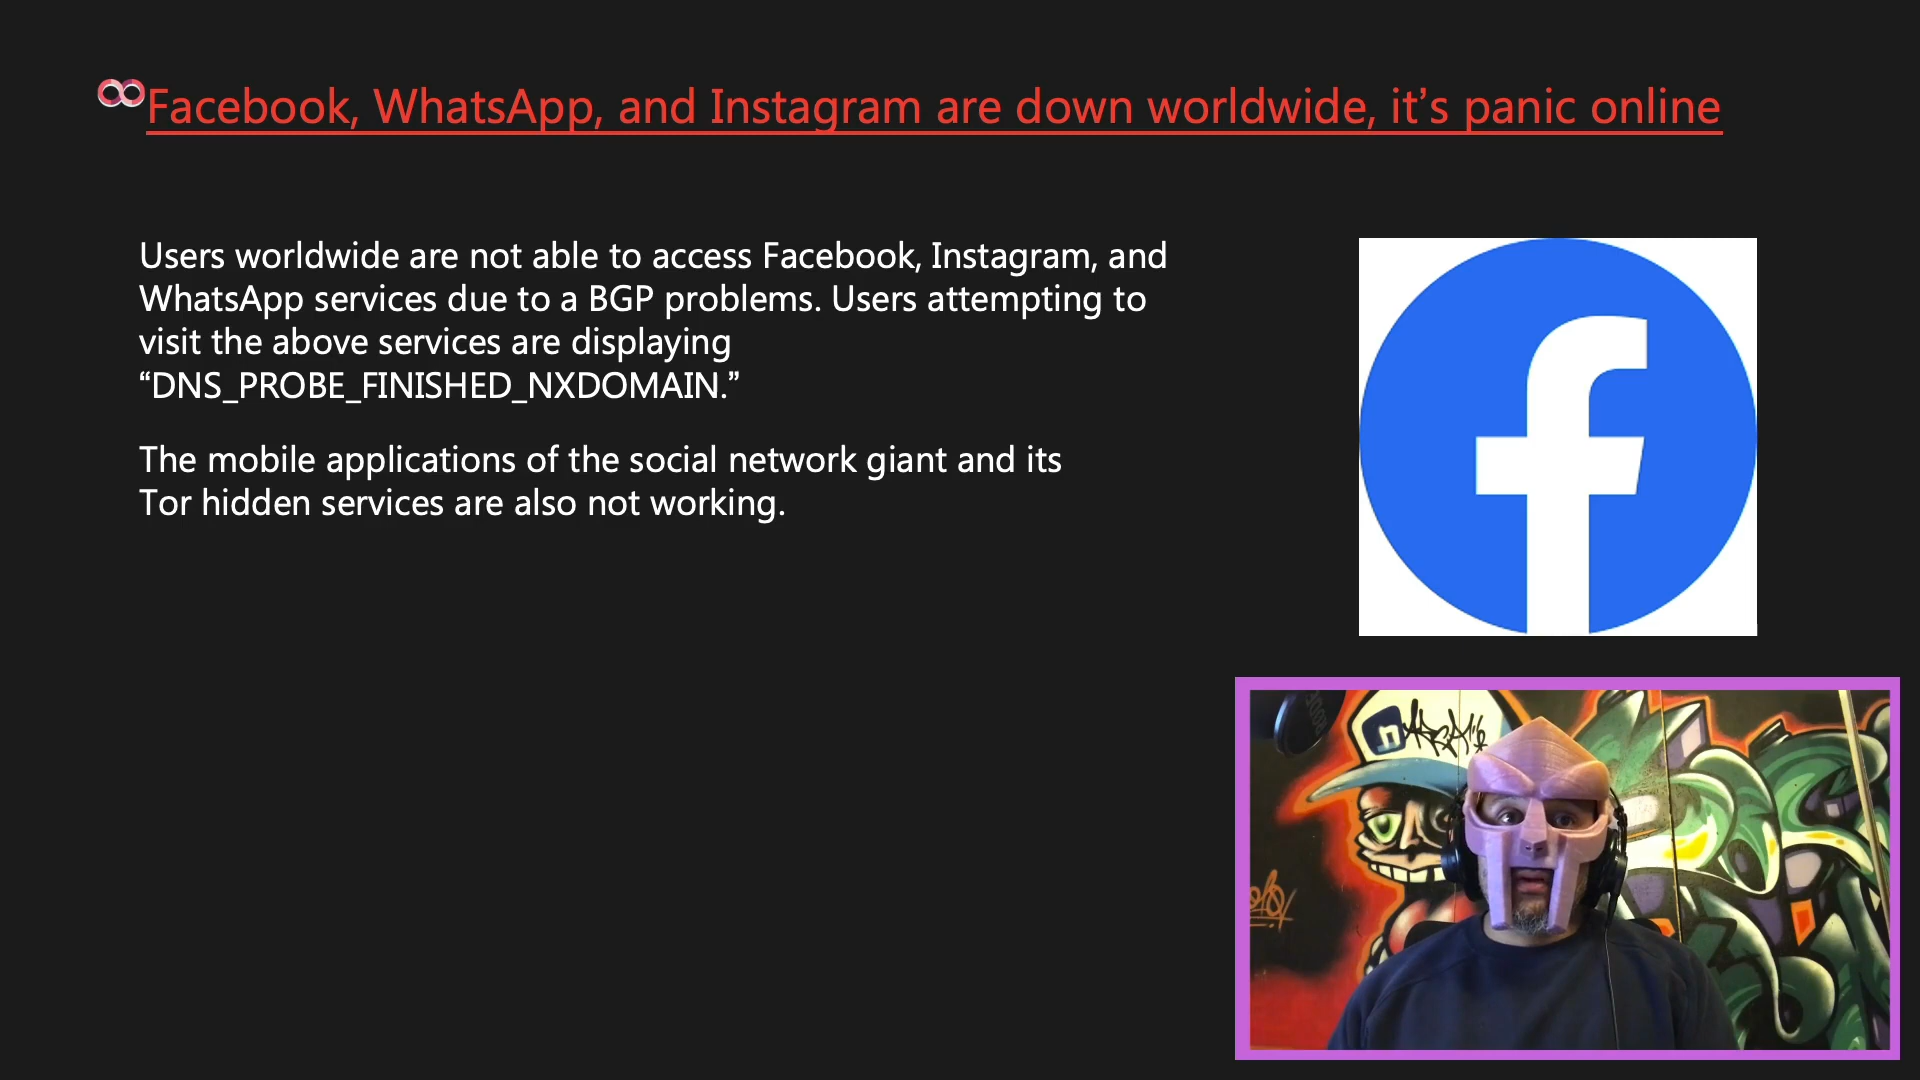 Facebook, WhatsApp, and Instagram are down worldwide, it’s panic online
Users worldwide are not able to access Facebook, Instagram, and
WhatsApp services due to a BGP problems. Users attempting to
visit the above services are displaying
“DNS_PROBE_FINISHED_NXDOMAIN.”
The mobile applications of the social network giant and its
Tor hidden services are also not working.